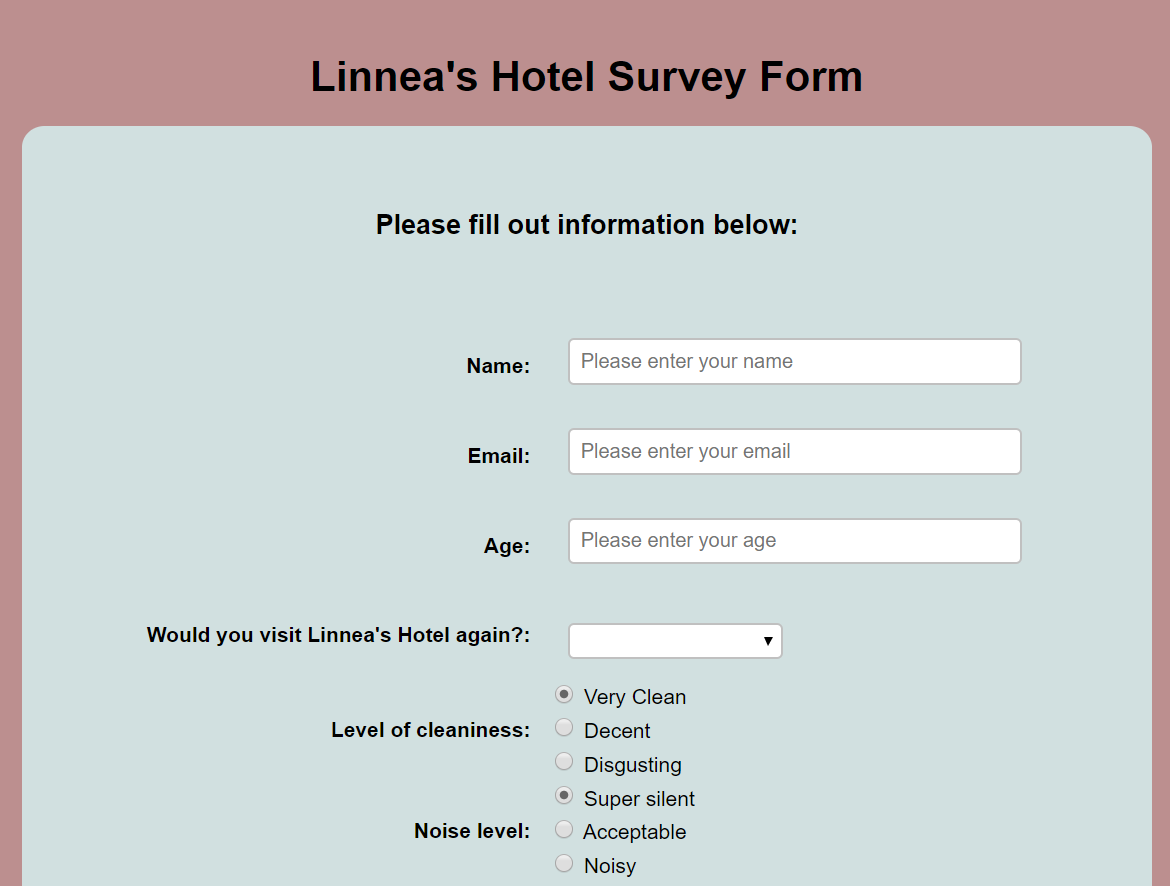 Linnea's Hotel Survey Form
Please fill out information below:
Name: Please enter your name
Email: Please enter your email
Age: Please enter your age
Would you visit Linnea's Hotel again?:
Very Clean
Level of cleaniness: Decent
Disgusting
Super silent
Noise level: Acceptable
Noisy